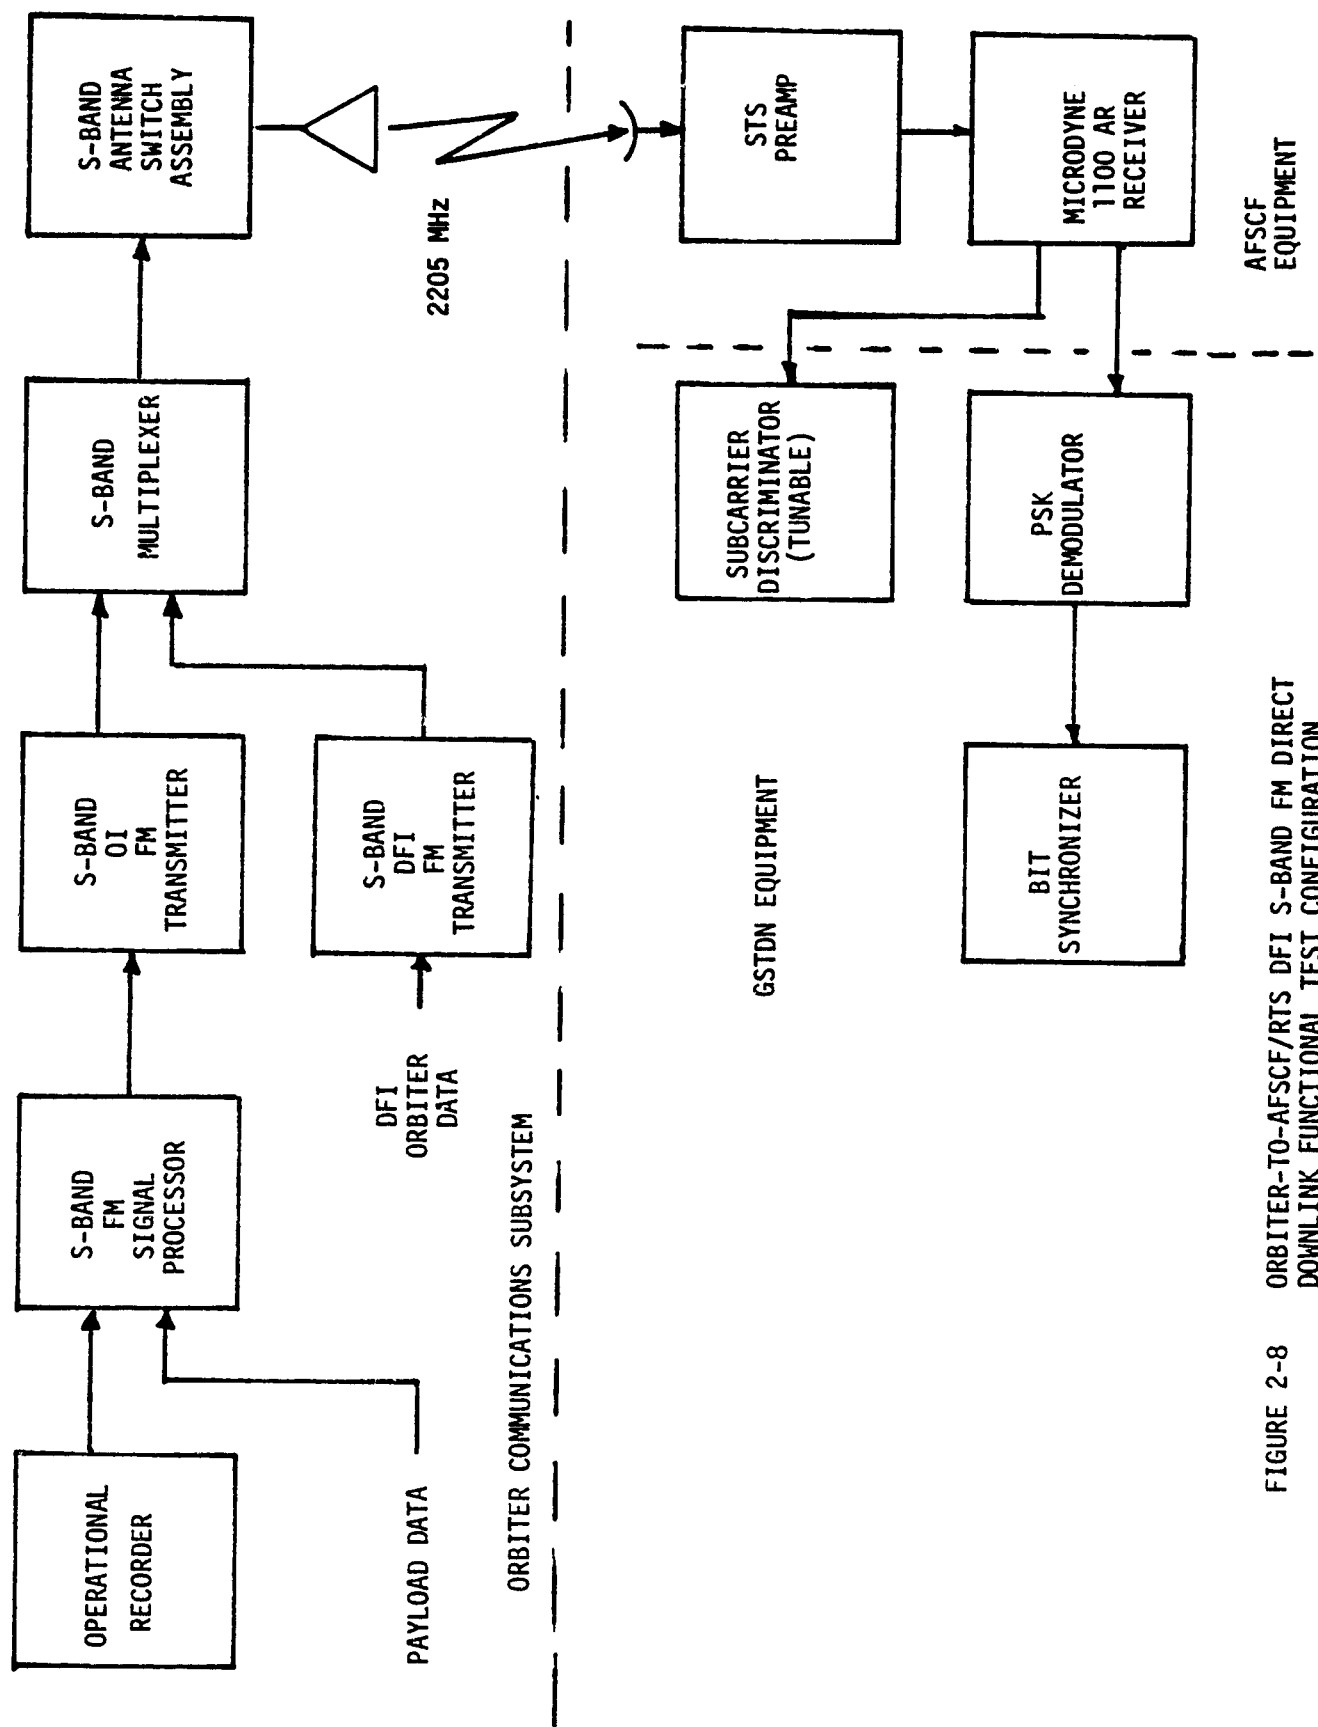 OPERATIONAL
RECORDER
PAYLOAD DATA
S-BAND
FM
SIGNAL
PROCESSOR
S-BAND
OI
FM
TRANSMITTER
DFI
ORBITER
DATA
S-BAND
DFI
FM
TRANSMITTER
S-BAND
MULTIPLEXER
S-BAND
ANTENNA
SWITCH
ASSEMBLY
2205 MHz
ORBITER COMMUNICATIONS SUBSYSTEM
GSTDN EQUIPMENT
SUBCARRIER
DISCRIMINATOR
(TUNABLE)
STS
PREAMP
BIT
SYNCHRONIZER
PSK
DEMODULATOR
MICRODYNE
1100 AR
RECEIVER
AFSCF
EQUIPMENT
FIGURE 2-8 ORBITER-TO-AFSCF/RTS DFI S-BAND FM DIRECT
DOWNLINK FUNCTIONAL TEST CONFIGURATION